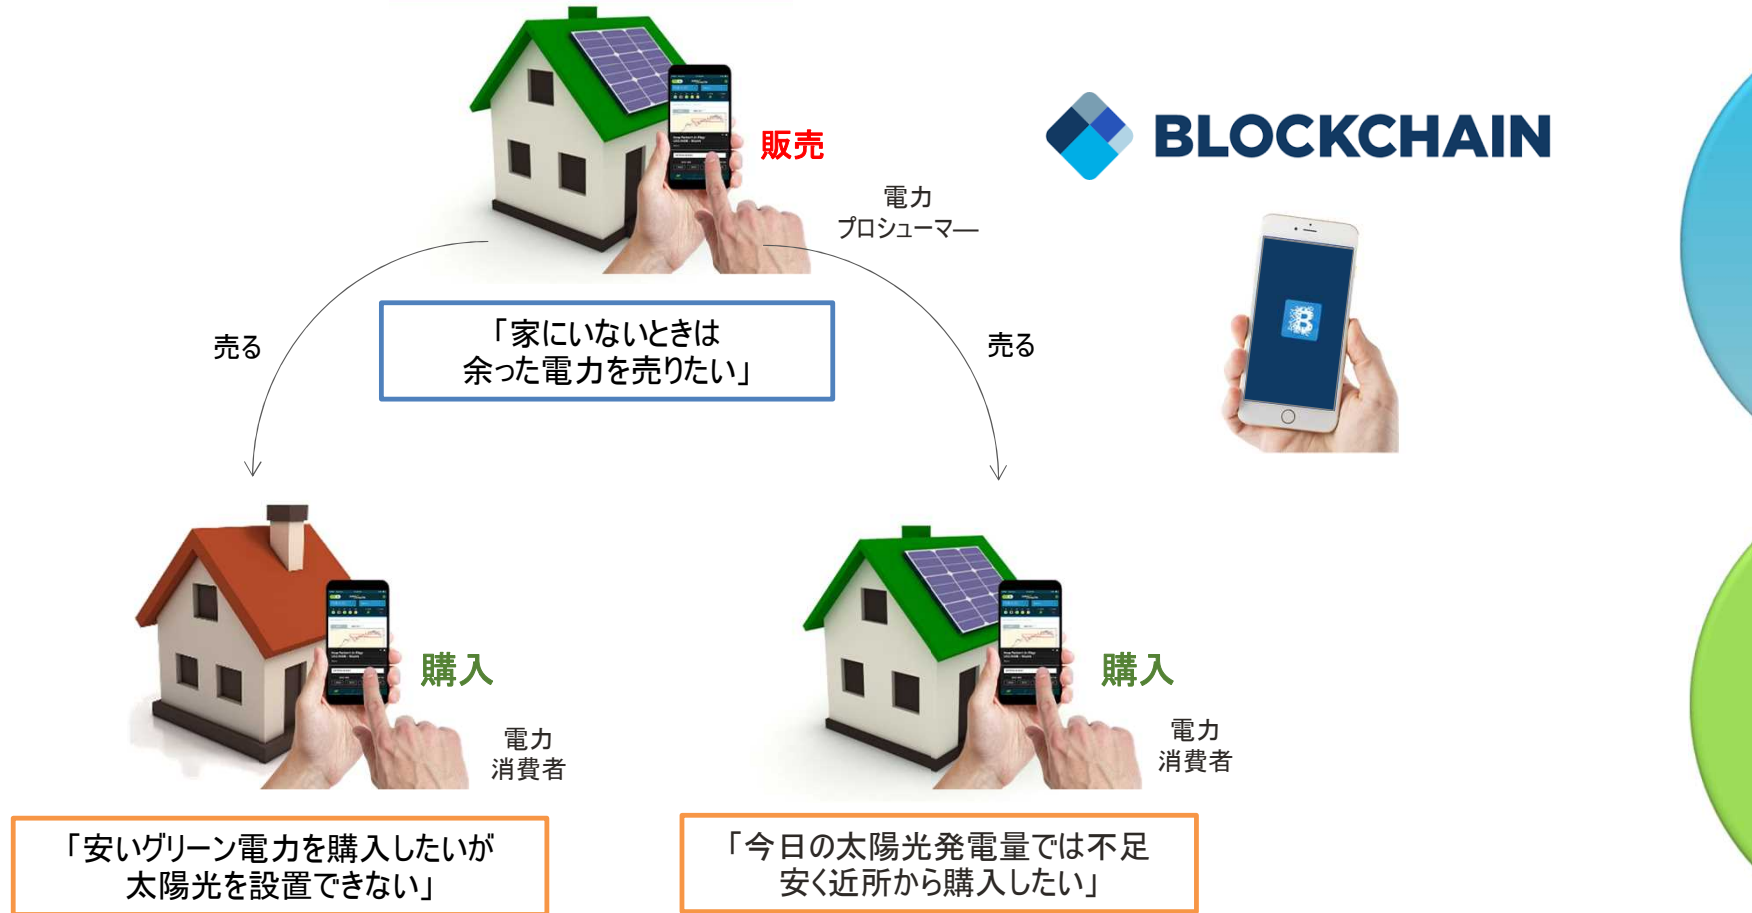 販売
BLOCKCHAIN
電力
プロシューマー
「家にいないときは
余った電力を売りたい」
売る
売る
購入
電力
消費者
購入
電力
消費者
「安いグリーン電力を購入したいが
太陽光を設置できない」
「今日の太陽光発電量では不足
安く近所から購入したい」